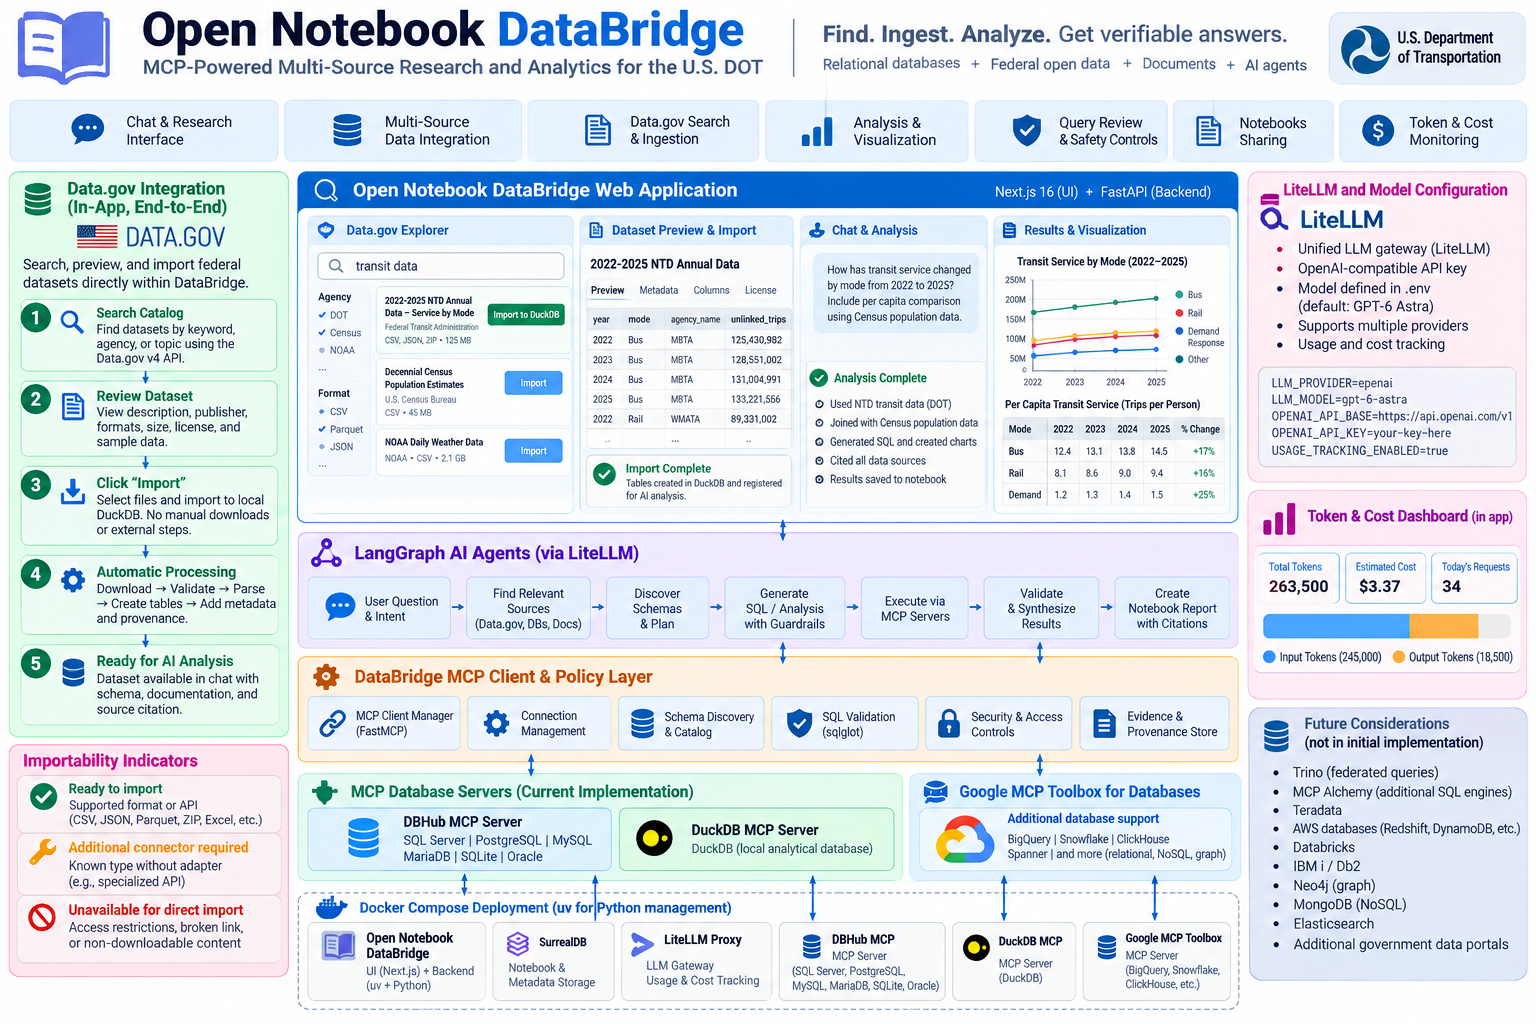 Open Notebook DataBridge
MCP-Powered Multi-Source Research and Analytics for the U.S. DOT
Find. Ingest. Analyze. Get verifiable answers.
Relational databases + Federal open data + Documents + AI agents
U.S. Department
of Transportation
Chat & Research
Interface
Multi-Source
Data Integration
Data.gov Search
& Ingestion
Analysis &
Visualization
Query Review
& Safety Controls
Notebooks
Sharing
$
Token & Cost
Monitoring
Data.gov Integration
(In-App, End-to-End)
DATA.GOV
Search, preview, and import federal
datasets directly within DataBridge.
1
Search Catalog
Find datasets by keyword,
agency, or topic using the
Data.gov v4 API.
2
Review Dataset
View description, publisher,
formats, size, license, and
sample data.
3
Click “Import”
Select files and import to local
DuckDB. No manual downloads
or external steps.
4
Automatic Processing
Download → Validate → Parse
→ Create tables → Add metadata
and provenance.
5
Ready for AI Analysis
Dataset available in chat with
schema, documentation, and
source citation.
Importability Indicators
Ready to import
Supported format or API
(CSV, JSON, Parquet, ZIP, Excel, etc.)
Additional connector required
Known type without adapter
(e.g., specialized API)
Unavailable for direct import
Access restrictions, broken link,
or non-downloadable content
Open Notebook DataBridge Web Application
Next.js 16 (UI) + FastAPI (Backend)
Data.gov Explorer
transit data
Agency
DOT
Census
NOAA
...
Format
CSV
Parquet
JSON
...
2022-2025 NTD Annual
Data – Service by Mode
Federal Transit Administration
CSV, JSON, ZIP • 125 MB
Import to DuckDB
Decennial Census
Population Estimates
U.S. Census Bureau
CSV • 45 MB
Import
NOAA Daily Weather Data
NOAA • CSV • 2.1 GB
Import
Dataset Preview & Import
2022-2025 NTD Annual Data
Preview Metadata Columns License
year mode agency_name unlinked_trips
2022 Bus MBTA 125,430,982
2023 Bus MBTA 128,551,002
2024 Bus MBTA 131,004,991
2025 Bus MBTA 133,221,556
2022 Rail WMATA 89,331,002
.. ... ..
Import Complete
Tables created in DuckDB and registered
for AI analysis.
Chat & Analysis
How has transit service changed
by mode from 2022 to 2025?
Include per capita comparison
using Census population data.
Analysis Complete
Used NTD transit data (DOT)
Joined with Census population data
Generated SQL and created charts
Cited all data sources
Results saved to notebook
Results & Visualization
Transit Service by Mode (2022–2025)
250M
200M
150M
100M
50M
0
2022 2023 2024 2025
Bus
Rail
Demand
Response
Other
Per Capita Transit Service (Trips per Person)
Mode 2022 2023 2024 2025 % Change
Bus 12.4 13.1 13.8 14.5 +17%
Rail 8.1 8.6 9.0 9.4 +16%
Demand 1.2 1.3 1.4 1.5 +25%
LangGraph AI Agents (via LiteLLM)
User Question
& Intent
Find Relevant
Sources
(Data.gov, DBs, Docs)
Discover
Schemas
& Plan
Generate
SQL / Analysis
with Guardrails
Execute via
MCP Servers
Validate
& Synthesize
Results
Create
Notebook Report
with Citations
DataBridge MCP Client & Policy Layer
MCP Client Manager
(FastMCP)
Connection
Management
Schema Discovery
& Catalog
SQL Validation
(sqlglot)
Security & Access
Controls
Evidence &
Provenance Store
MCP Database Servers (Current Implementation)
DBHub MCP Server
SQL Server | PostgreSQL | MySQL
MariaDB | SQLite | Oracle
DuckDB MCP Server
DuckDB (local analytical database)
Google MCP Toolbox for Databases
Additional database support
BigQuery | Snowflake | ClickHouse
Spanner | and more (relational, NoSQL, graph)
Docker Compose Deployment (uv for Python management)
Open Notebook
DataBridge
UI (Next.js) + Backend
(uv + Python)
SurrealDB
Notebook &
Metadata Storage
LiteLLM Proxy
LLM Gateway
Usage & Cost Tracking
DBHub MCP
MCP Server
(SQL Server, PostgreSQL,
MySQL, MariaDB, SQLite, Oracle)
DuckDB MCP
MCP Server
(DuckDB)
Google MCP Toolbox
MCP Server
(BigQuery, Snowflake,
ClickHouse, etc.)
LiteLLM and Model Configuration
LiteLLM
Unified LLM gateway (LiteLLM)
OpenAI-compatible API key
Model defined in .env
(default: GPT-6 Astra)
Supports multiple providers
Usage and cost tracking
LLM_PROVIDER=epenai
LLM_MODEL=gpt-6-astra
OPENAI_API_BASE=https://api.openai.com/v1
OPENAI_API_KEY=your-key-here
USAGE_TRACKING_ENABLED=true
Token & Cost Dashboard (in app)
Total Tokens
263,500
Estimated Cost
$3.37
Today's Requests
34
Input Tokens (245,000)
Output Tokens (18,500)
Future Considerations
(not in initial implementation)
Trino (federated queries)
MCP Alchemy (additional SQL engines)
Teradata
AWS databases (Redshift, DynamoDB, etc.)
Databricks
IBM i / Db2
Neo4j (graph)
MongoDB (NoSQL)
Elasticsearch
Additional government data portals